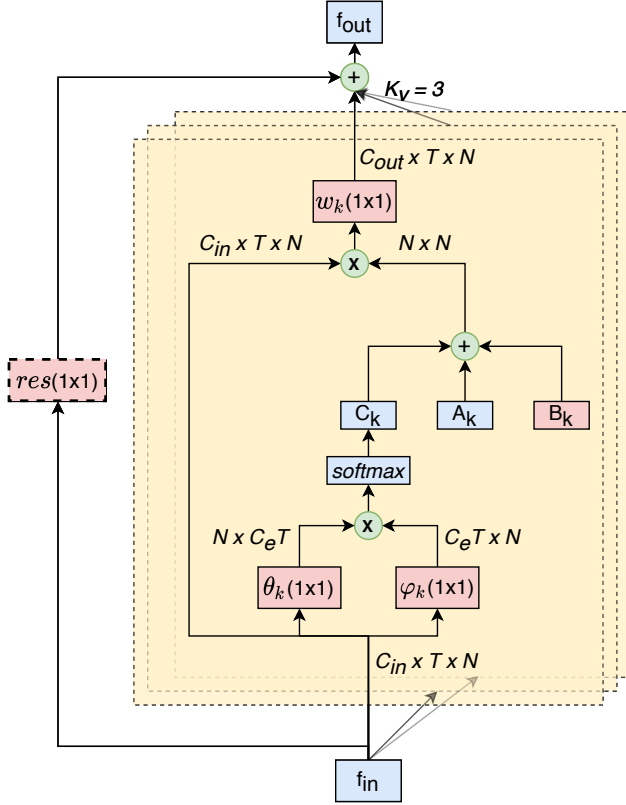 f_out
K_v = 3
C_out x T x N
w_k(1x1)
C_in x T x N
N x N
x
+
+
res(1x1)
C_k
A_k
B_k
softmax
x
N x C_eT
C_eT x N
θ_k(1x1)
φ_k(1x1)
C_in x T x N
f_in